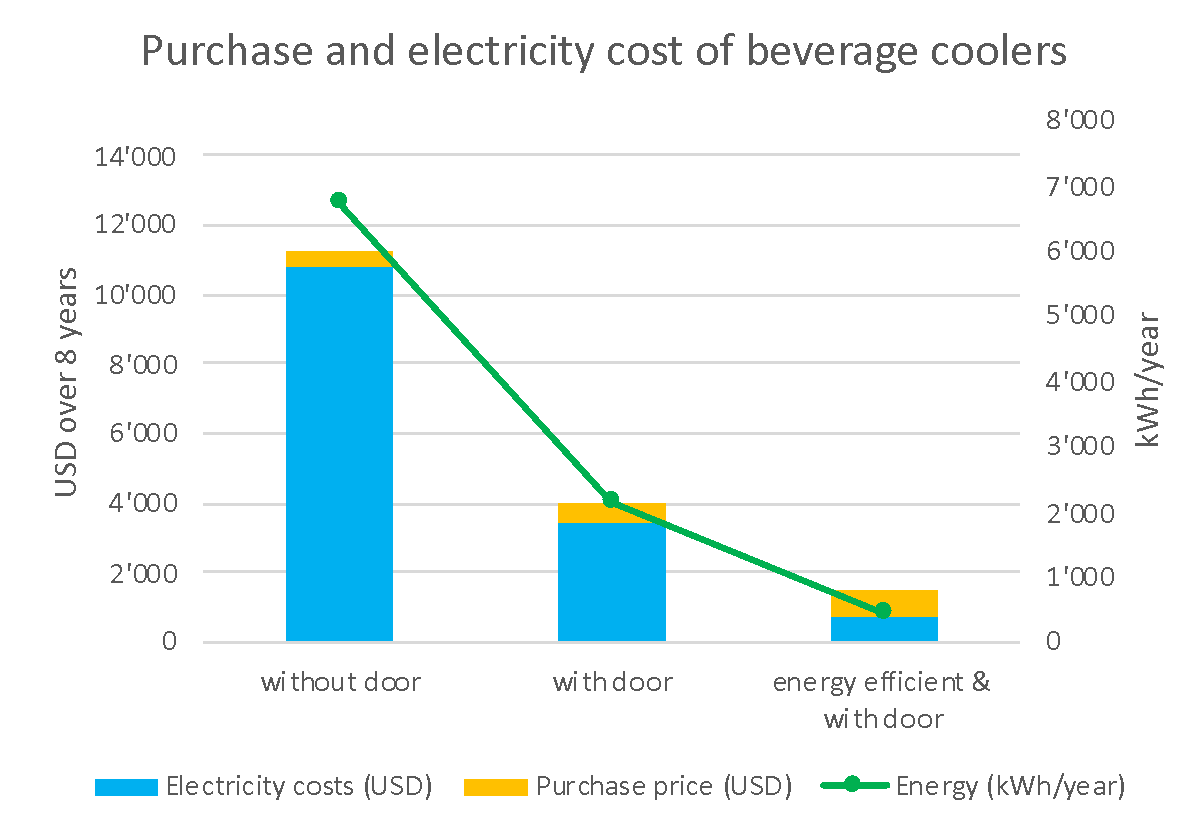 Purchase and electricity cost of beverage coolers
USD over 8 years
14'000
12'000
10'000
8'000
6'000
4'000
2'000
0
8'000
7'000
6'000
5'000
4'000
3'000
2'000
1'000
0
kWh/year
without door
with door
energy efficient &
with door
Electricity costs (USD)
Purchase price (USD)
Energy (kWh/year)